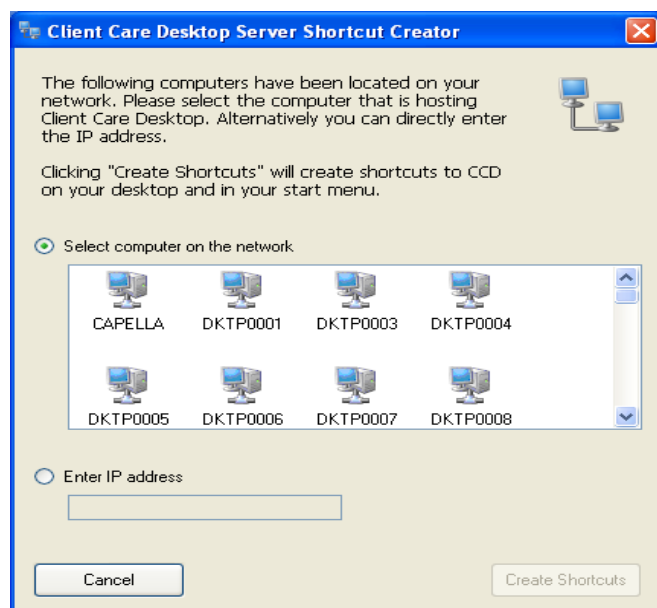 Client Care Desktop Server Shortcut Creator
The following computers have been located on your
network. Please select the computer that is hosting
Client Care Desktop. Alternatively you can directly enter
the IP address.
Clicking "Create Shortcuts" will create shortcuts to CCD
on your desktop and in your start menu.
Select computer on the network
CAPELLA DKTP0001 DKTP0003 DKTP0004
DKTP0005 DKTP0006 DKTP0007 DKTP0008
Enter IP address
Cancel Create Shortcuts